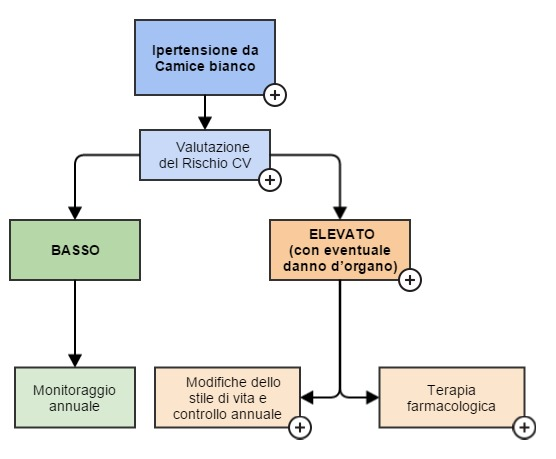 Ipertensione da
Camice bianco
Valutazione
del Rischio CV
BASSO
ELEVATO
(con eventuale
danno d'organo)
Monitoraggio
annuale
Modifiche dello
stile di vita e
controllo annuale
Terapia
farmacologica